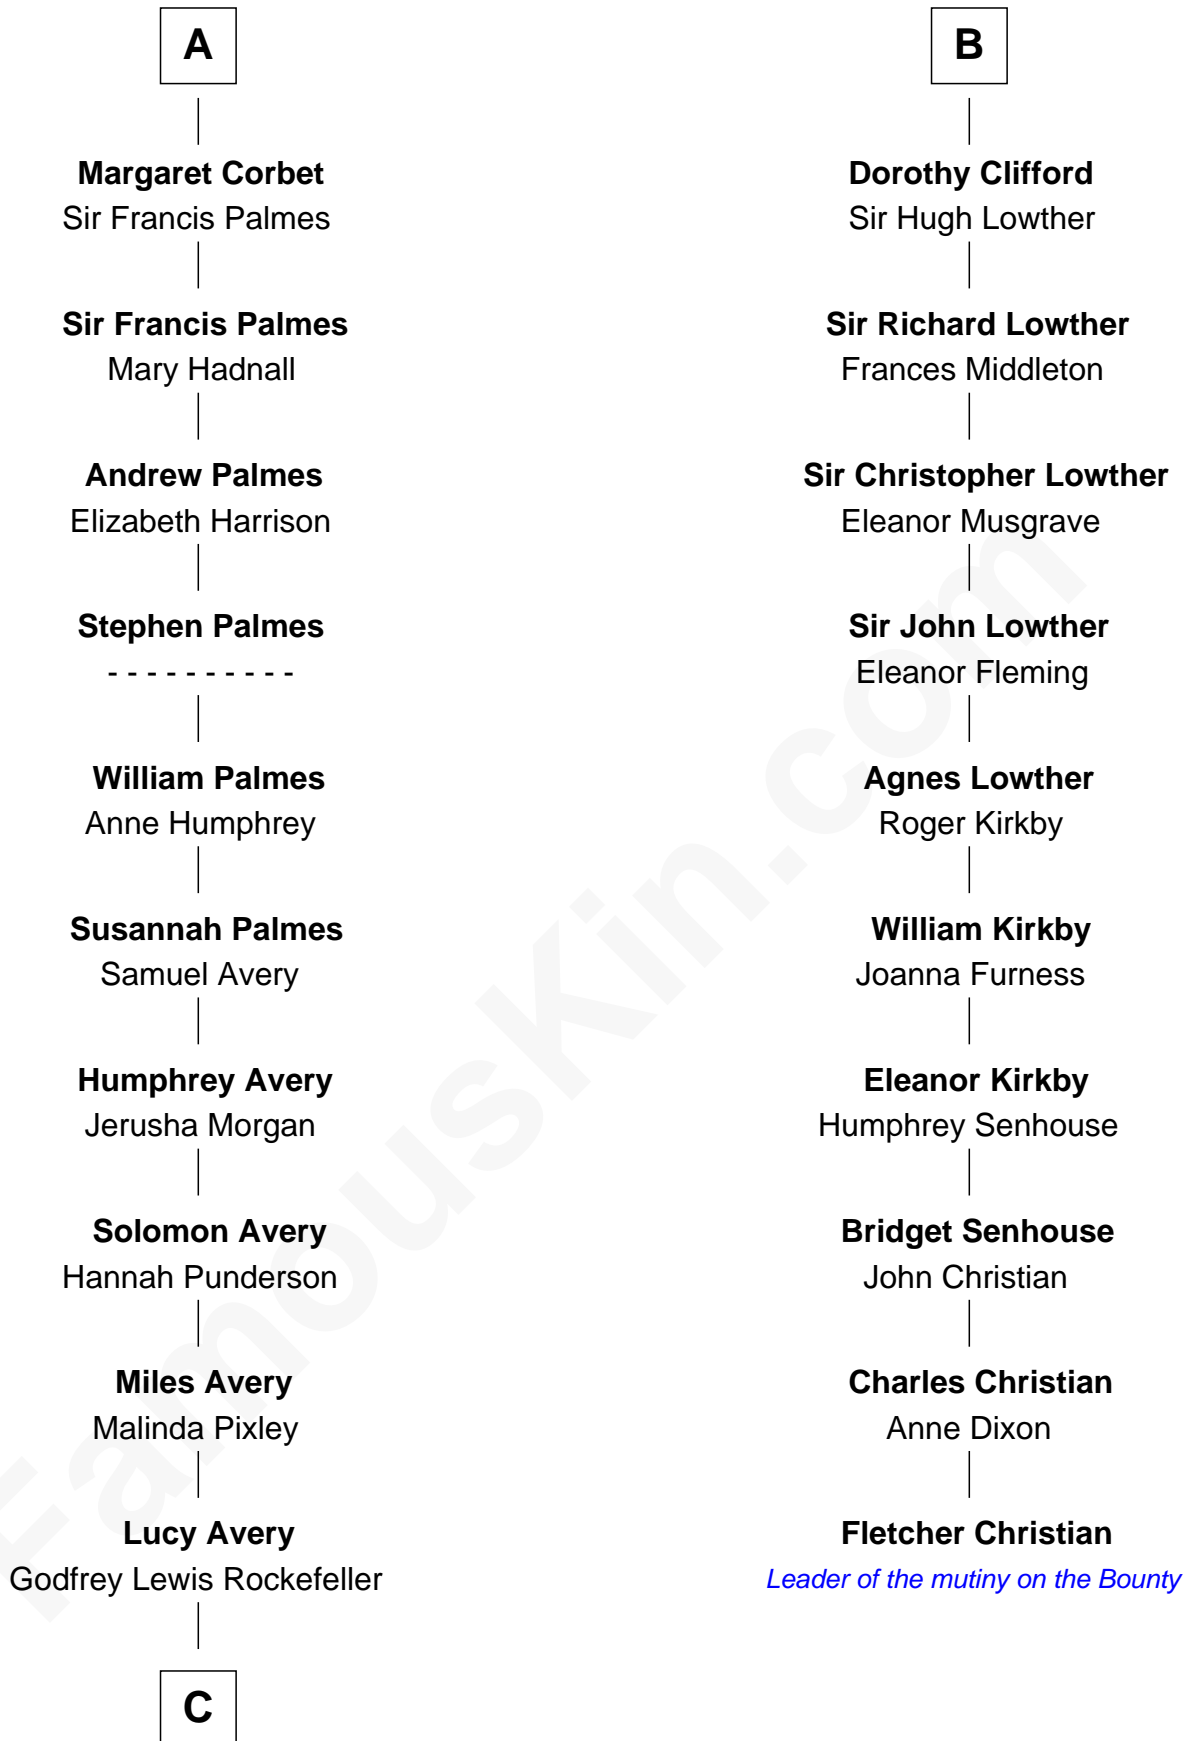 A
Margaret Corbet
Sir Francis Palmes
Sir Francis Palmes
Mary Hadnall
Andrew Palmes
Elizabeth Harrison
Stephen Palmes
- - - - - - - - - -
William Palmes
Anne Humphrey
Susannah Palmes
Samuel Avery
Humphrey Avery
Jerusha Morgan
Solomon Avery
Hannah Punderson
Miles Avery
Malinda Pixley
Lucy Avery
Godfrey Lewis Rockefeller
C
B
Dorothy Clifford
Sir Hugh Lowther
Sir Richard Lowther
Frances Middleton
Sir Christopher Lowther
Eleanor Musgrave
Sir John Lowther
Eleanor Fleming
Agnes Lowther
Roger Kirkby
William Kirkby
Joanna Furness
Eleanor Kirkby
Humphrey Senhouse
Bridget Senhouse
John Christian
Charles Christian
Anne Dixon
Fletcher Christian
Leader of the mutiny on the Bounty
FamousKin.com